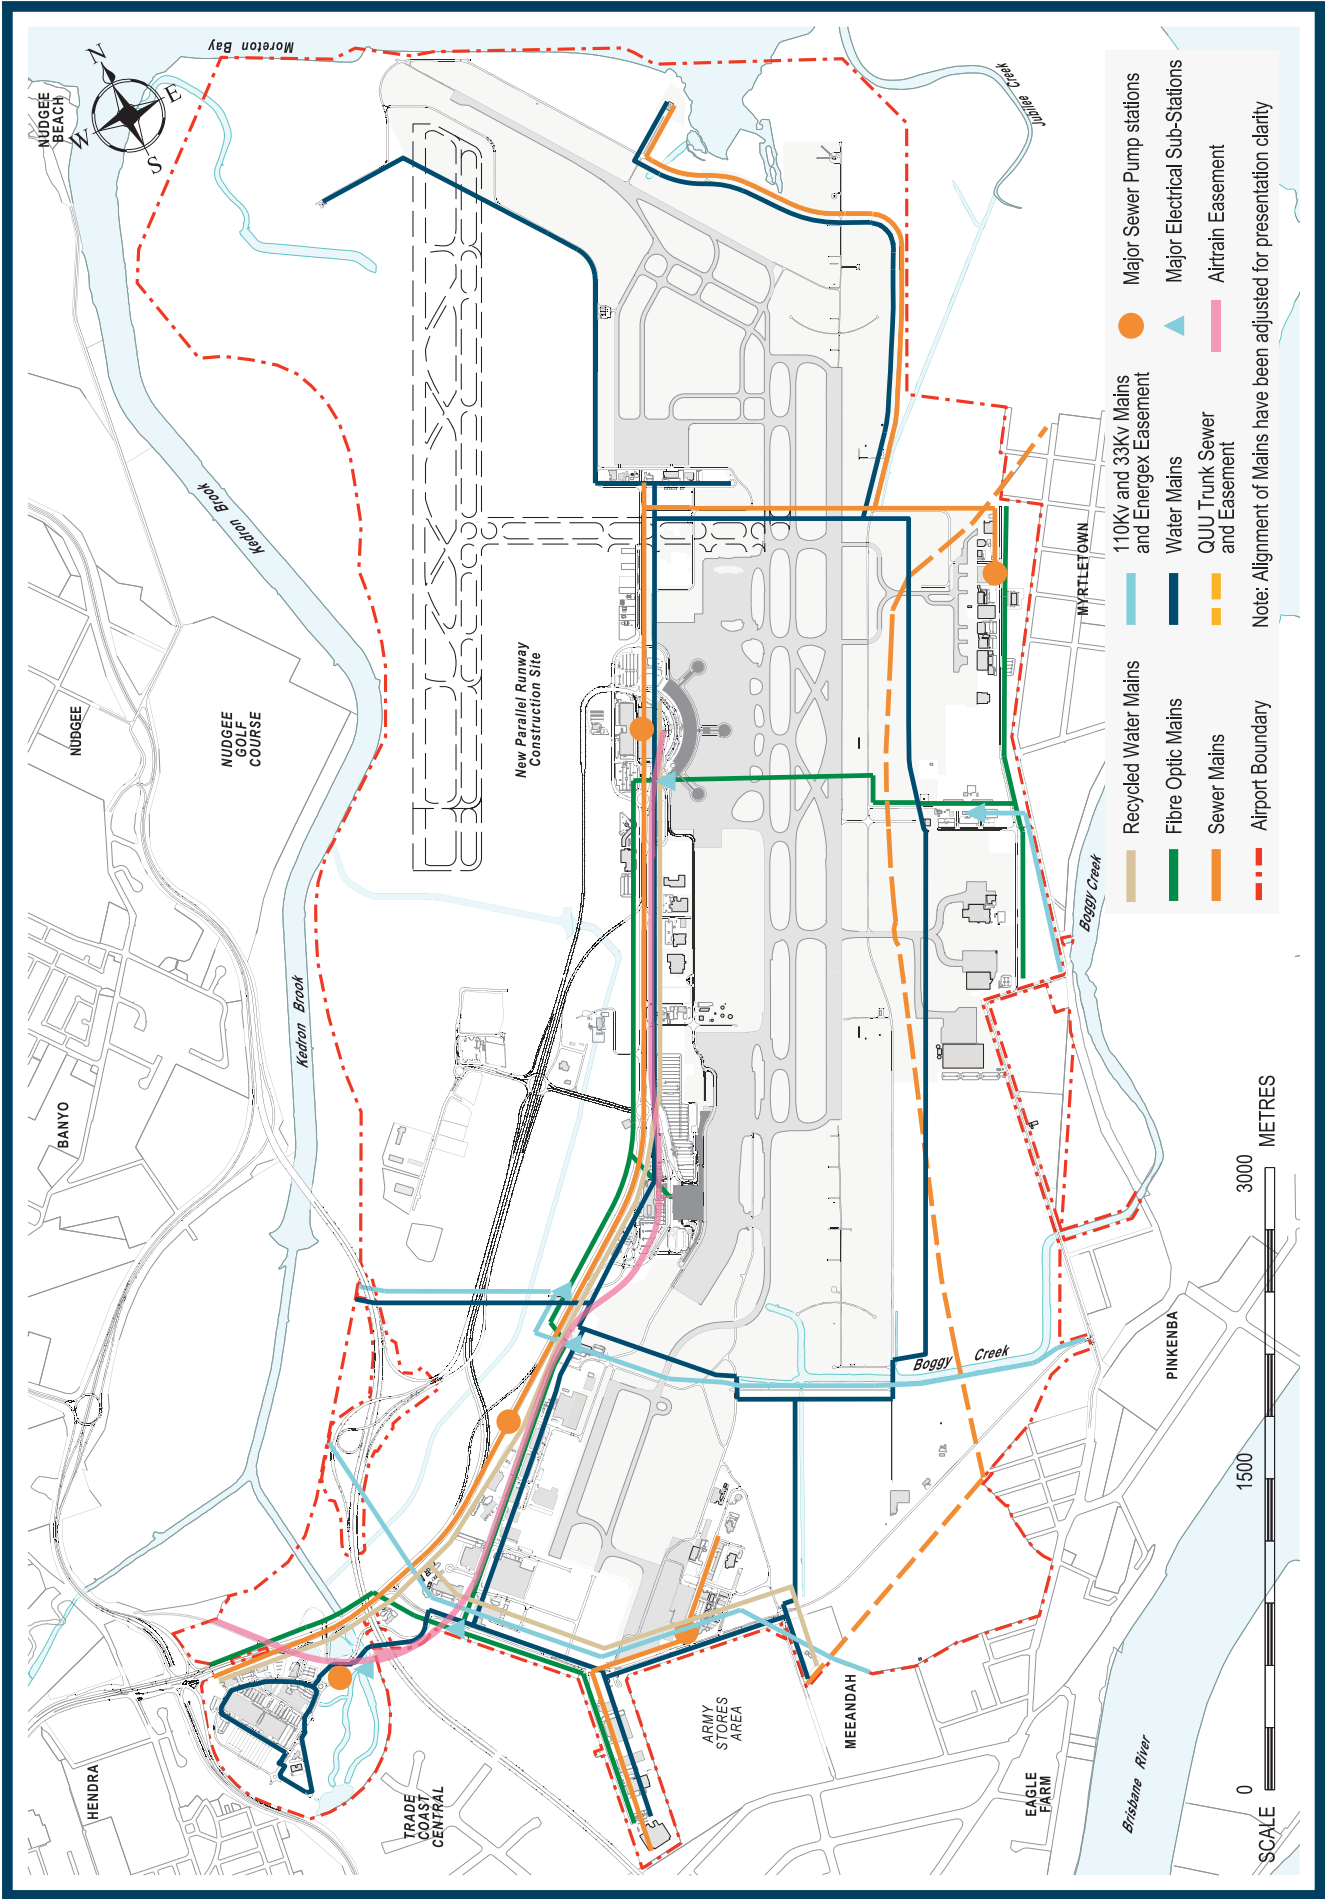 Moreton Bay
N
E
S
W
NUDGEE
BEACH
Jubilee Creek
Kedron Brook
Kedron Brook
NUDGEE
NUDGEE
GOLF
COURSE
New Parallel Runway
Construction Site
MYRTLETOWN
BANYO
Kedron Brook
Boggy Creek
Boggy Creek
PINKENBA
HENDRA
TRADE
COAST
CENTRAL
ARMY
STORES
AREA
MEEANDAH
EAGLE
FARM
Brisbane River
Recycled Water Mains
Fibre Optic Mains
Sewer Mains
Airport Boundary
110Kv and 33Kv Mains
and Energex Easement
Water Mains
QUU Trunk Sewer
and Easement
Major Sewer Pump stations
Major Electrical Sub-Stations
Airtrain Easement
Note: Alignment of Mains have been adjusted for presentation clarity
SCALE
0
1500
3000
METRES